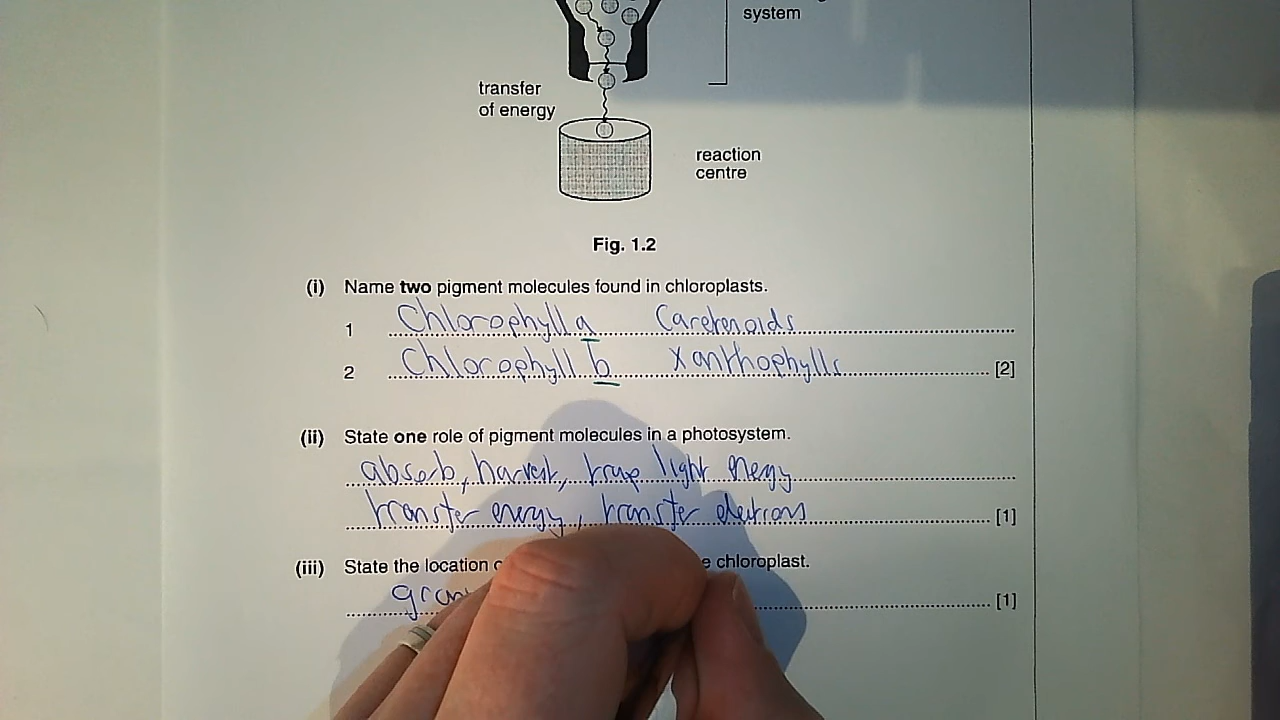 system
transfer
of energy
reaction
centre
Fig. 1.2
(i) Name two pigment molecules found in chloroplasts.
1 Chlorophyll a Caretenoids
2 Chlorophyll b Xanthophylls [2]
(ii) State one role of pigment molecules in a photosystem.
absorb, harvest, trap light energy
transfer energy, transfer electrons [1]
(iii) State the location chloroplast.
[1]